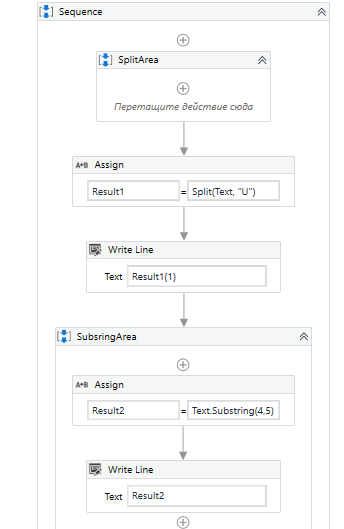 Sequence
SplitArea
Перетащите действие сюда
A+B Assign
Result1 = Split(Text, "U")
Write Line
Text Result1(1)
SubsringArea
A+B Assign
Result2 = Text.Substring(4,5)
Write Line
Text Result2